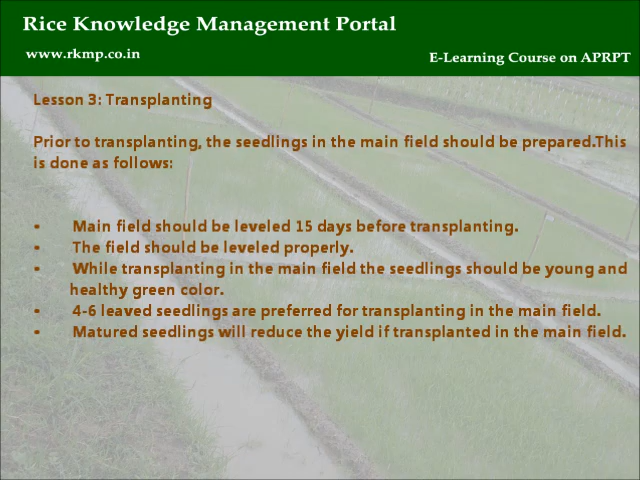 Rice Knowledge Management Portal
www.rkmp.co.in
E-Learning Course on APRPT
Lesson 3: Transplanting
Prior to transplanting, the seedlings in the main field should be prepared.This
is done as follows:
• Main field should be leveled 15 days before transplanting.
• The field should be leveled properly.
• While transplanting in the main field the seedlings should be young and
healthy green color.
• 4-6 leaved seedlings are preferred for transplanting in the main field.
• Matured seedlings will reduce the yield if transplanted in the main field.